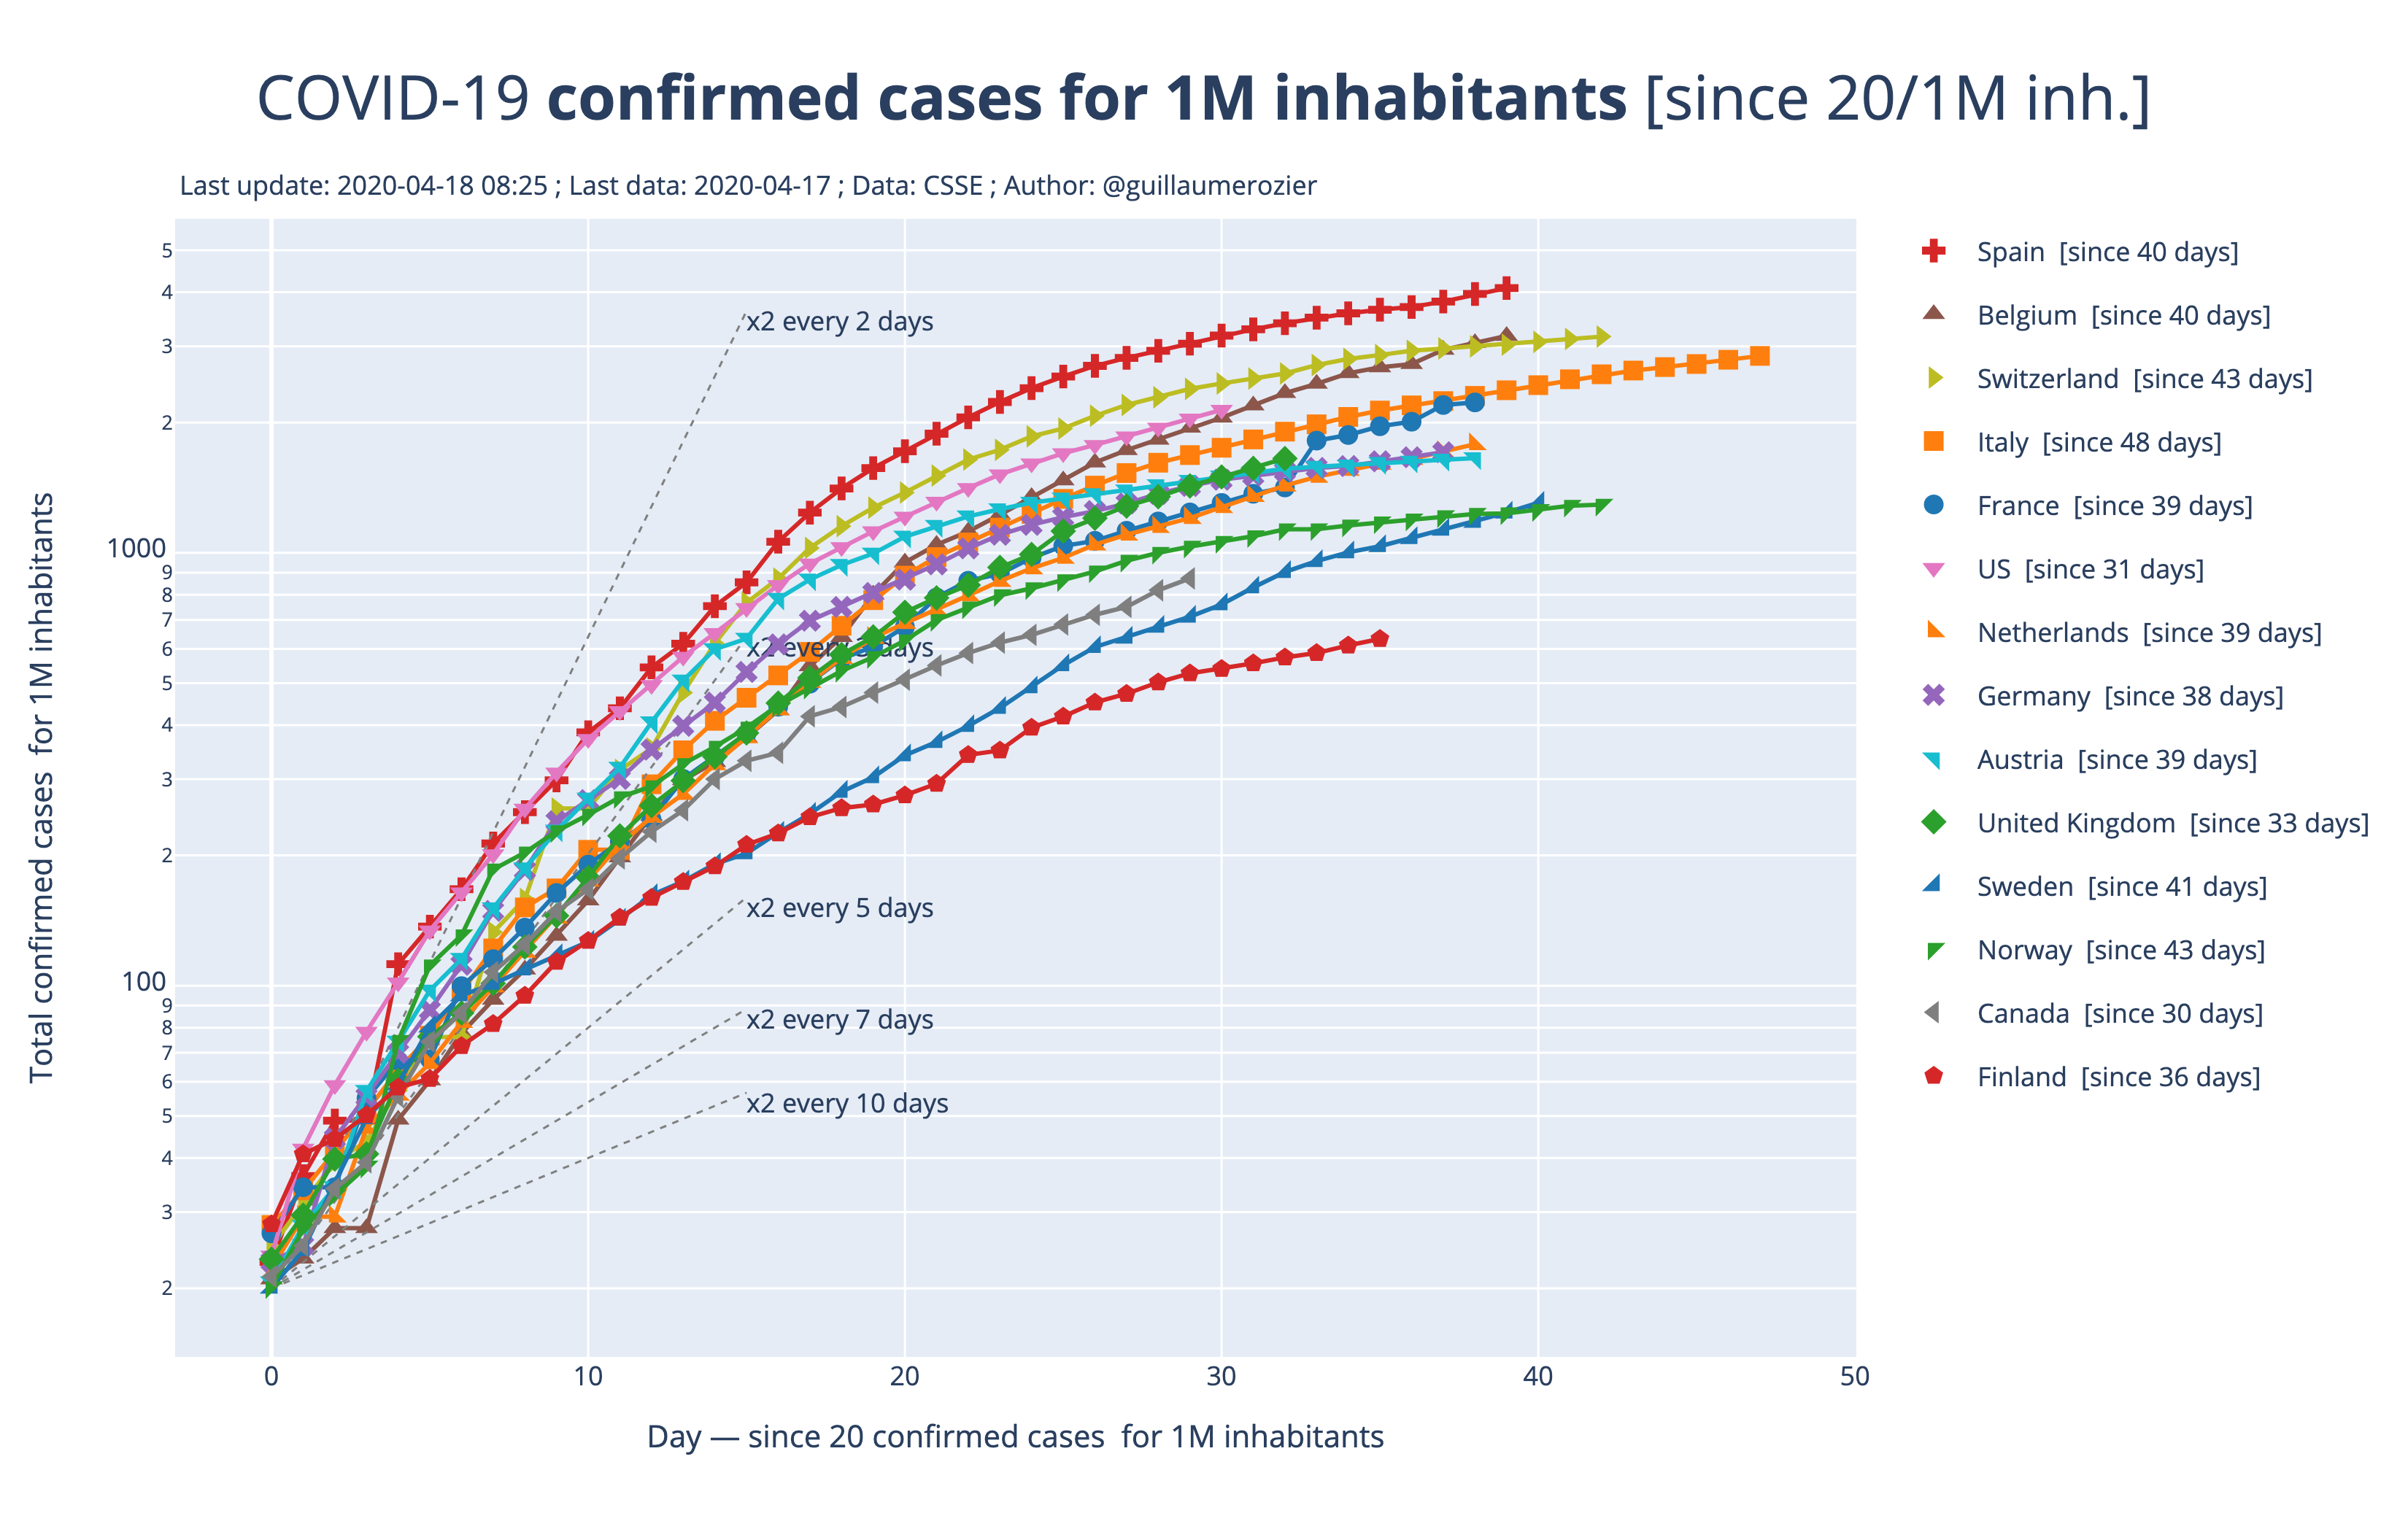 COVID-19 confirmed cases for 1M inhabitants [since 20/1M inh.]
Last update: 2020-04-18 08:25 ; Last data: 2020-04-17 ; Data: CSSE ; Author: @guillaumerozier
Total confirmed cases for 1M inhabitants
5
4
3
2
1000
9
8
7
6
5
4
3
2
100
9
8
7
6
5
4
3
2
x2 every 2 days
x2 every 3 days
x2 every 5 days
x2 every 7 days
x2 every 10 days
0 10 20 30 40 50
Day — since 20 confirmed cases for 1M inhabitants
Spain [since 40 days]
Belgium [since 40 days]
Switzerland [since 43 days]
Italy [since 48 days]
France [since 39 days]
US [since 31 days]
Netherlands [since 39 days]
Germany [since 38 days]
Austria [since 39 days]
United Kingdom [since 33 days]
Sweden [since 41 days]
Norway [since 43 days]
Canada [since 30 days]
Finland [since 36 days]